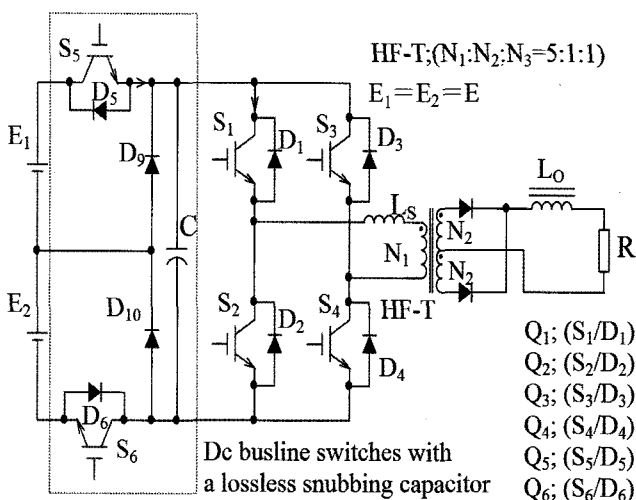 S5
D5
HF-T;(N1:N2:N3=5:1:1)
E1=E2=E
E1
D9
C
S1
D1
S3
D3
LS
LO
N1
N2
N2
R
HF-T
E2
D10
S2
D2
S4
D4
D6
S6
Dc busline switches with
a lossless snubbing capacitor
Q1; (S1/D1)
Q2; (S2/D2)
Q3; (S3/D3)
Q4; (S4/D4)
Q5; (S5/D5)
Q6; (S6/D6)